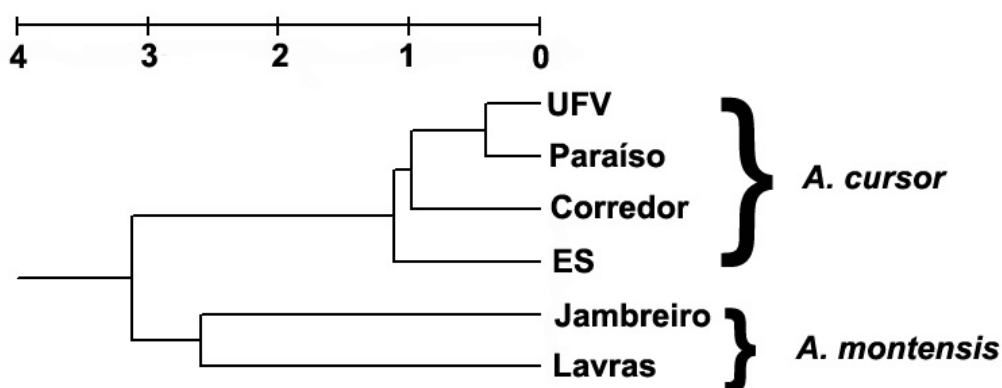 4 3 2 1 0
UFV
Paraíso
A. cursor
Corredor
ES
Jambreiro
A. montensis
Lavras